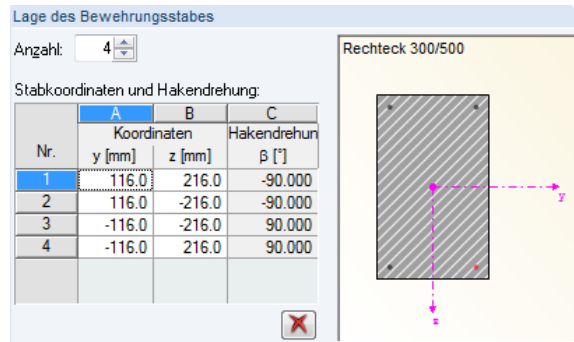 Lage des Bewehrungsstabes
Anzahl: 4
Rechteck 300/500
Stabkoordinaten und Hakendrehung:
A B C
Koordinaten Hakendrehun
Nr. y [mm] z [mm] β [°]
1 116.0 216.0 -90.000
2 116.0 -216.0 -90.000
3 -116.0 -216.0 90.000
4 -116.0 216.0 90.000
y
z